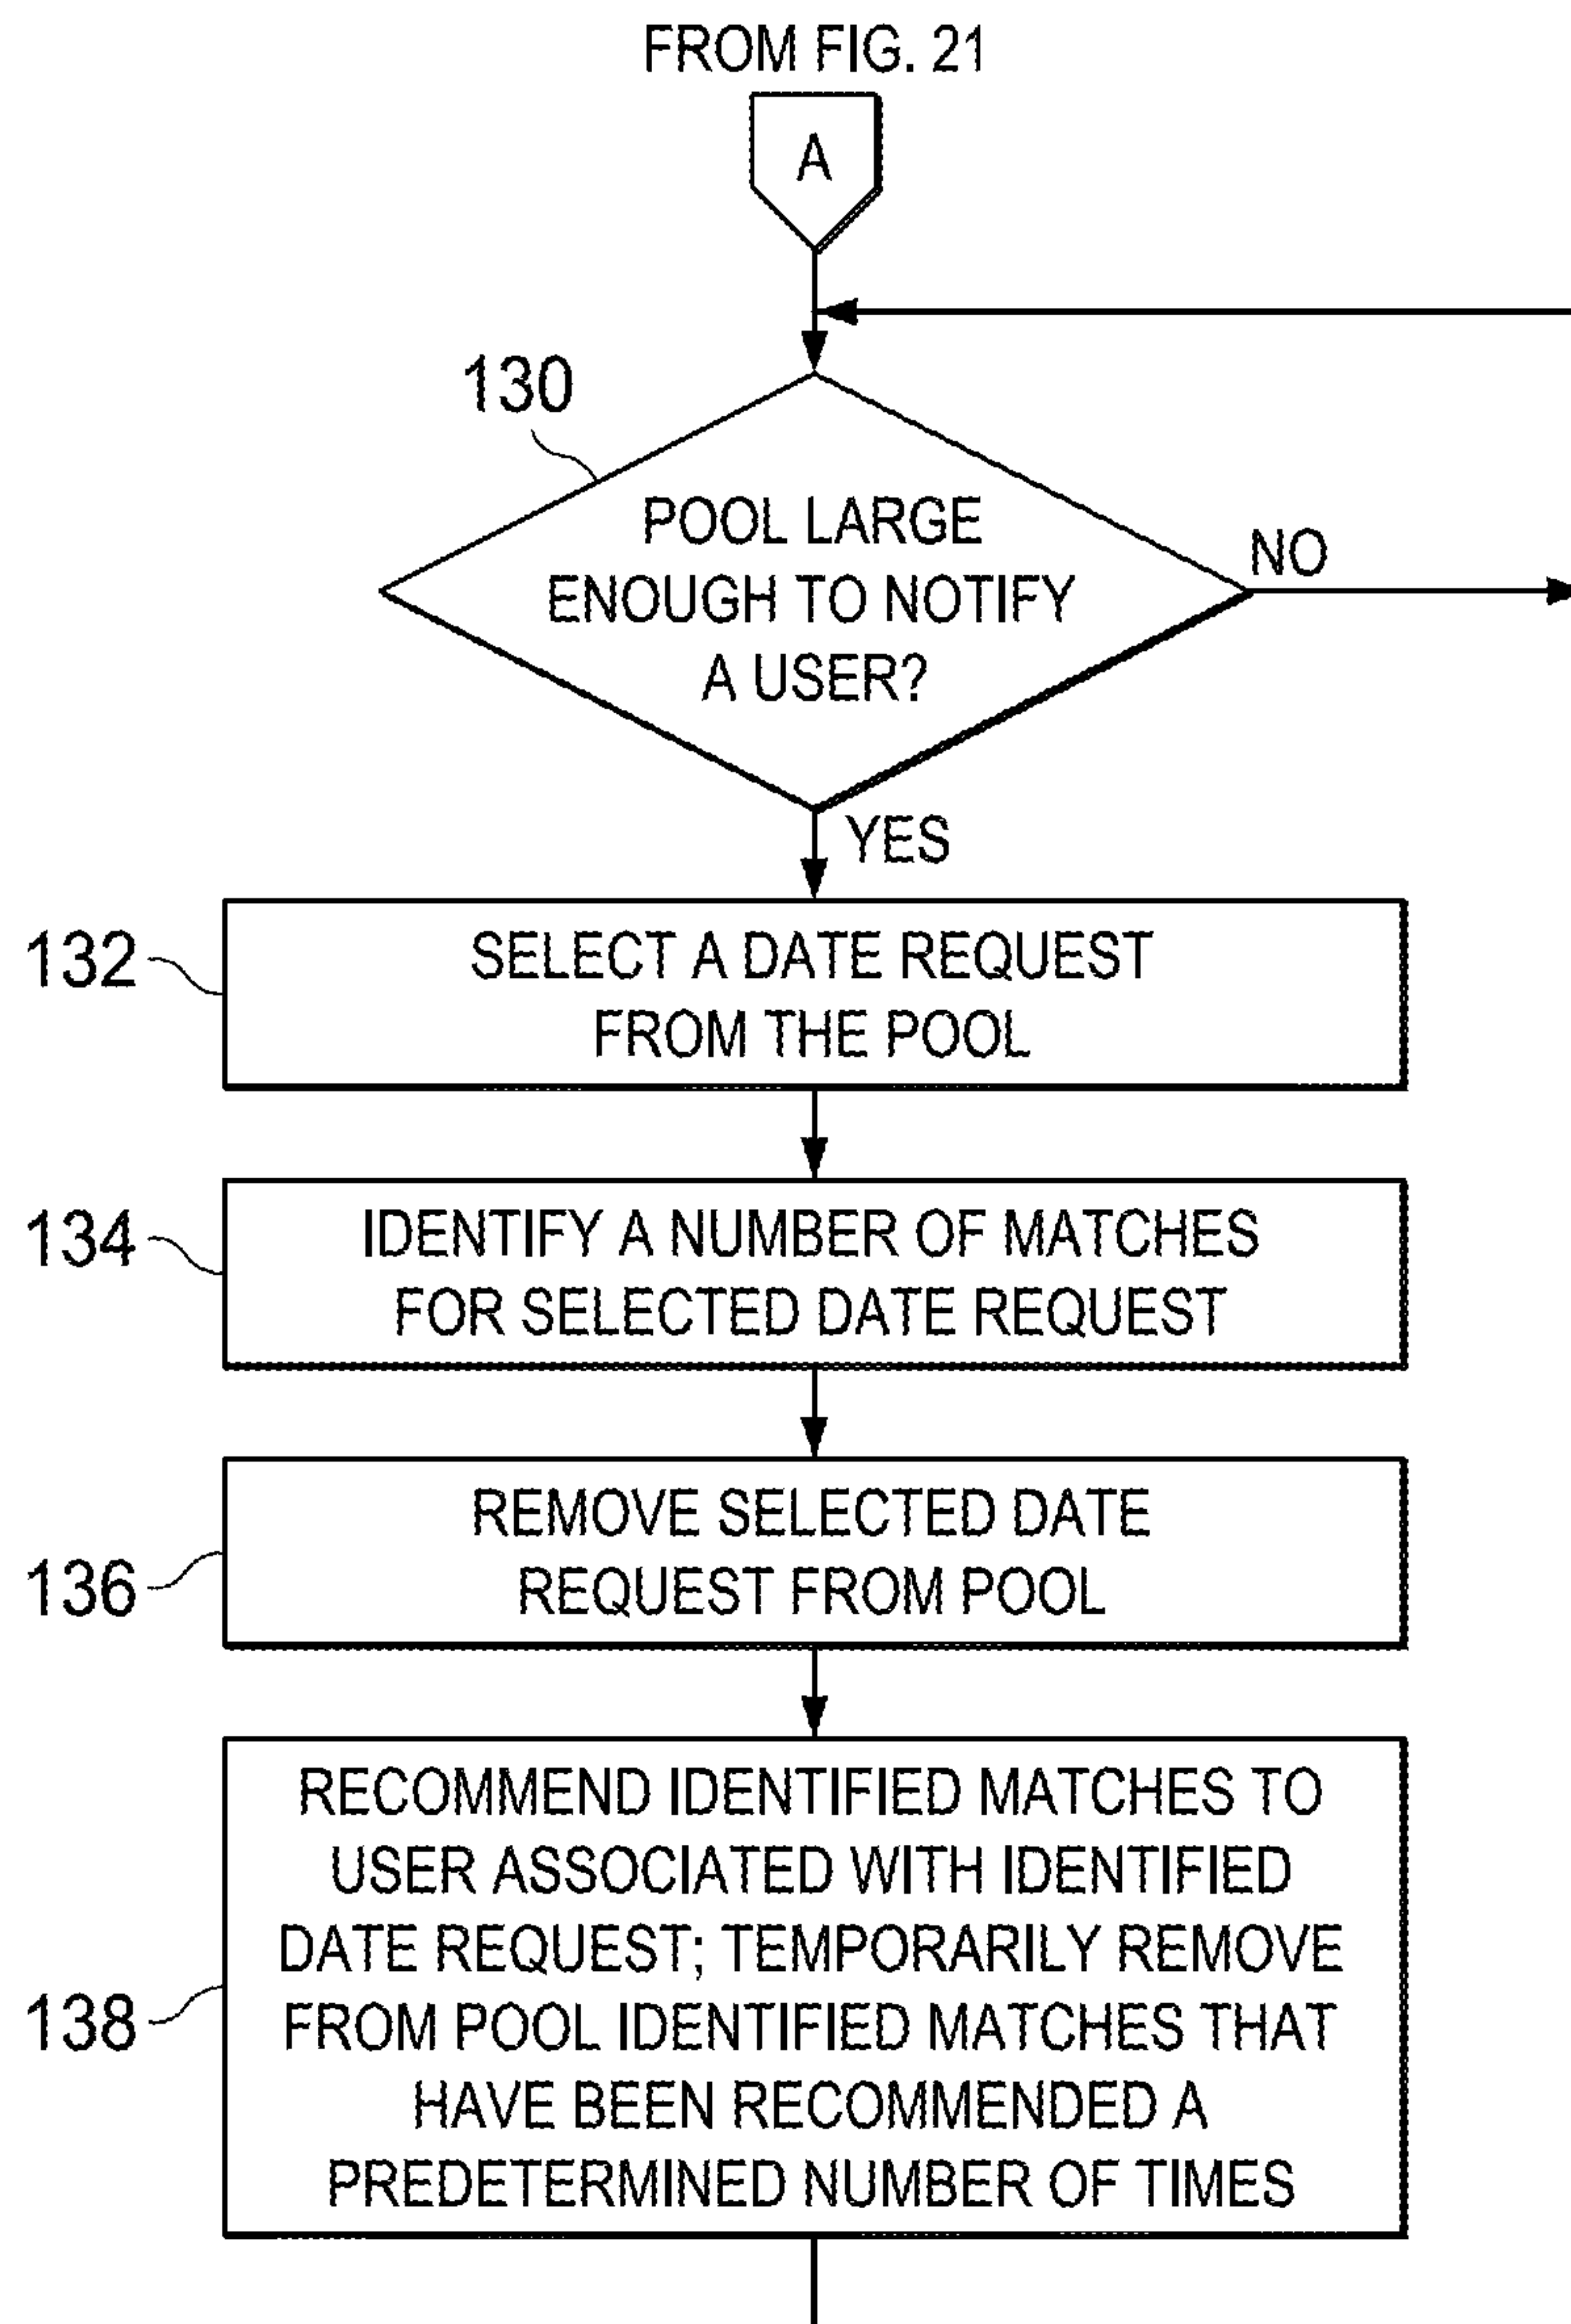 FROM FIG. 21
A
130
POOL LARGE
ENOUGH TO NOTIFY
A USER?
NO
YES
132
SELECT A DATE REQUEST
FROM THE POOL
134
IDENTIFY A NUMBER OF MATCHES
FOR SELECTED DATE REQUEST
136
REMOVE SELECTED DATE
REQUEST FROM POOL
138
RECOMMEND IDENTIFIED MATCHES TO
USER ASSOCIATED WITH IDENTIFIED
DATE REQUEST; TEMPORARILY REMOVE
FROM POOL IDENTIFIED MATCHES THAT
HAVE BEEN RECOMMENDED A
PREDETERMINED NUMBER OF TIMES